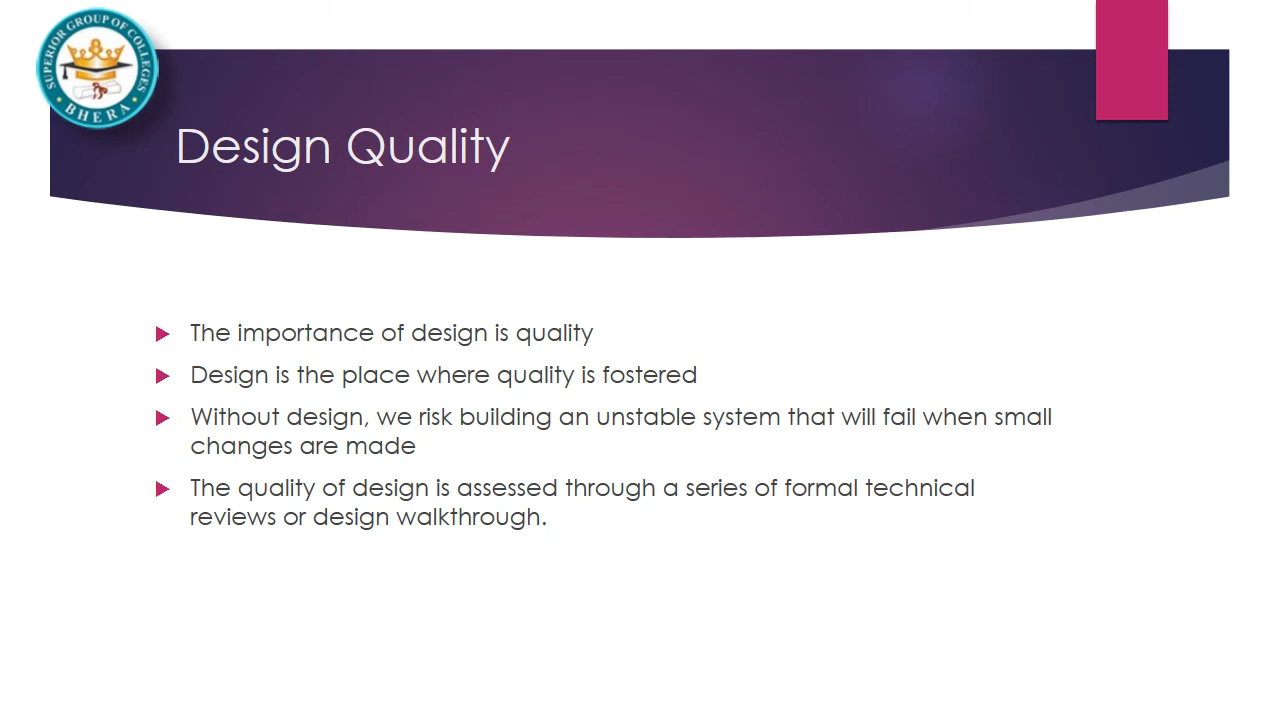 SUPERIOR GROUP OF COLLEGES
BHERA
Design Quality
The importance of design is quality
Design is the place where quality is fostered
Without design, we risk building an unstable system that will fail when small
changes are made
The quality of design is assessed through a series of formal technical
reviews or design walkthrough.